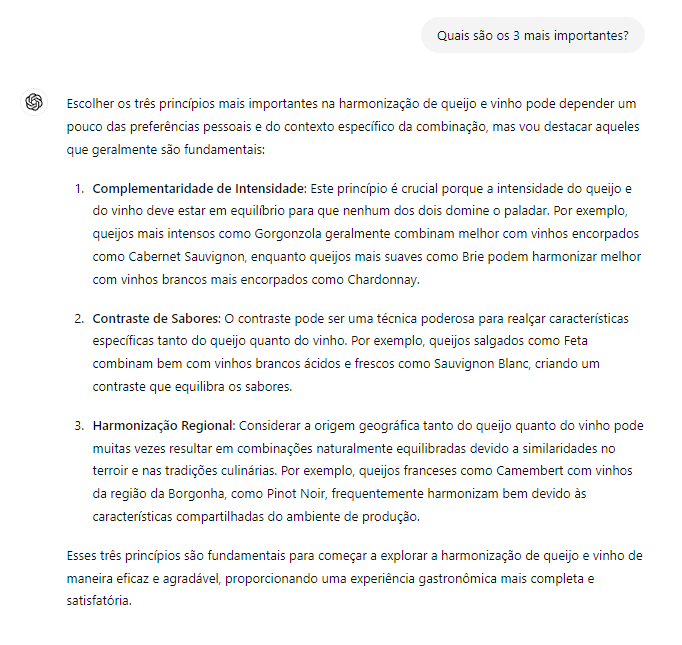 Quais são os 3 mais importantes?
Escolher os três princípios mais importantes na harmonização de queijo e vinho pode depender um
pouco das preferências pessoais e do contexto específico da combinação, mas vou destacar aqueles
que geralmente são fundamentais:
1. Complementaridade de Intensidade: Este princípio é crucial porque a intensidade do queijo e
do vinho deve estar em equilíbrio para que nenhum dos dois domine o paladar. Por exemplo,
queijos mais intensos como Gorgonzola geralmente combinam melhor com vinhos encorpados
como Cabernet Sauvignon, enquanto queijos mais suaves como Brie podem harmonizar melhor
com vinhos brancos mais encorpados como Chardonnay.
2. Contraste de Sabores: O contraste pode ser uma técnica poderosa para realçar características
específicas tanto do queijo quanto do vinho. Por exemplo, queijos salgados como Feta
combinam bem com vinhos brancos ácidos e frescos como Sauvignon Blanc, criando um
contraste que equilibra os sabores.
3. Harmonização Regional: Considerar a origem geográfica tanto do queijo quanto do vinho pode
muitas vezes resultar em combinações naturalmente equilibradas devido a similaridades no
terroir e nas tradições culinárias. Por exemplo, queijos franceses como Camembert com vinhos
da região da Borgonha, como Pinot Noir, frequentemente harmonizam bem devido às
características compartilhadas do ambiente de produção.
Esses três princípios são fundamentais para começar a explorar a harmonização de queijo e vinho de
maneira eficaz e agradável, proporcionando uma experiência gastronômica mais completa e
satisfatória.